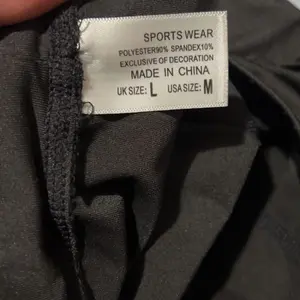 SPORTS WEAR
POLYESTER90% SPANDEX10%
EXCLUSIVE OF DECORATION
MADE IN CHINA
UK SIZE: L USA SIZE: M